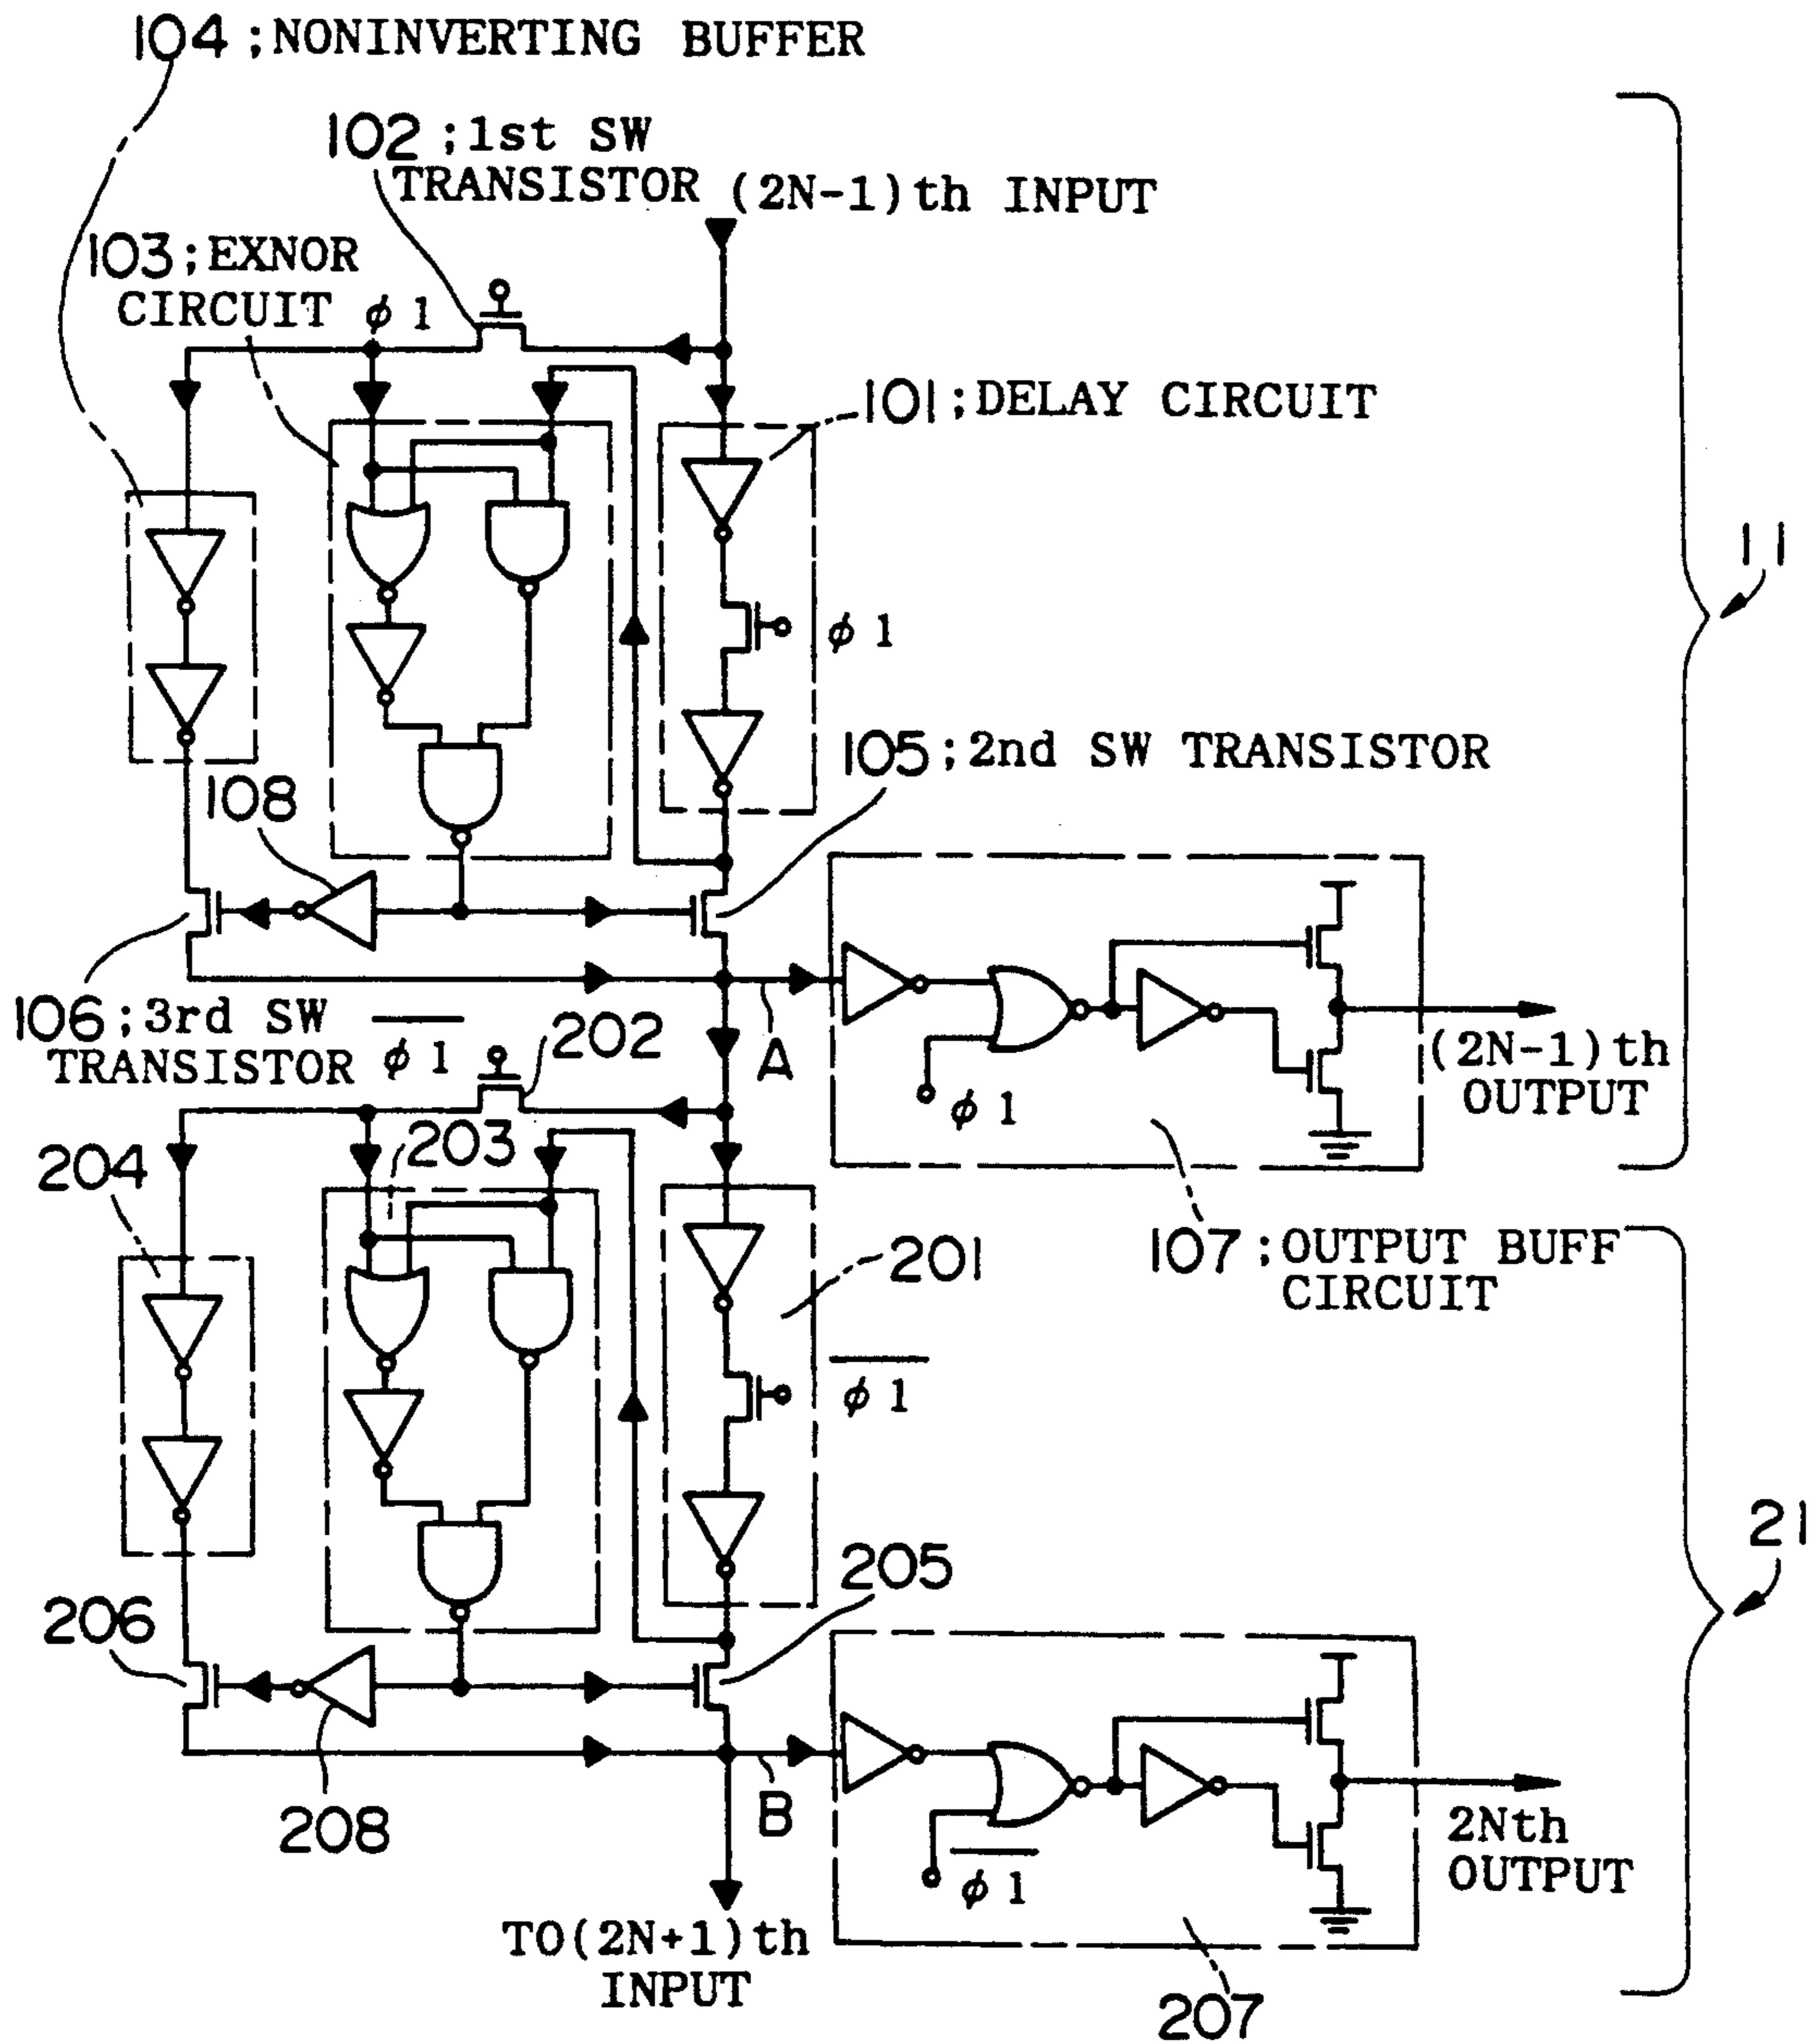 104 ; NONINVERTING BUFFER
102 ; 1st SW
TRANSISTOR
(2N-1)th INPUT
103 ; EXNOR
CIRCUIT
ϕ 1
101 ; DELAY CIRCUIT
11
ϕ 1
105 ; 2nd SW TRANSISTOR
108
106 ; 3rd SW
TRANSISTOR
ϕ̅ 1̅
202
A
(2N-1)th
OUTPUT
ϕ 1
203
204
107 ; OUTPUT BUFF
CIRCUIT
201
ϕ̅ 1̅
21
205
206
208
B
2Nth
OUTPUT
ϕ̅ 1̅
TO(2N+1)th
INPUT
207